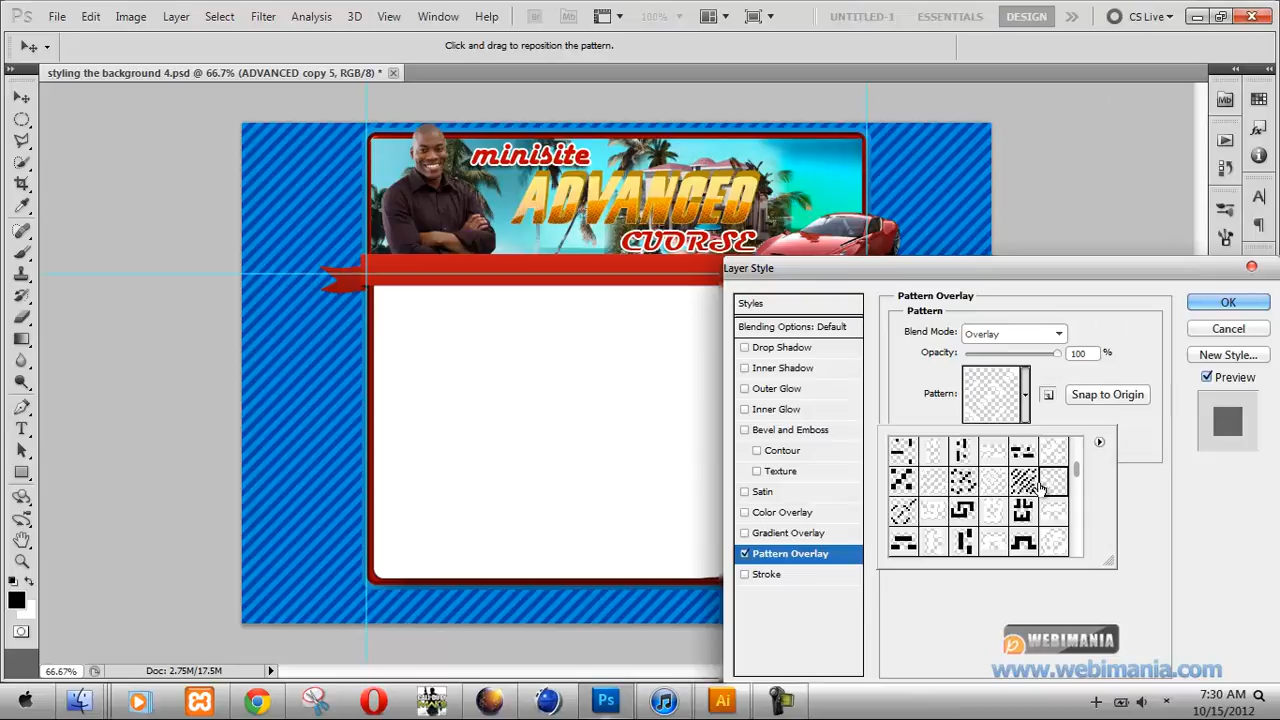 Ps File Edit Image Layer Select Filter Analysis 3D View Window Help Br Mb 100% UNTITLED-1 ESSENTIALS DESIGN CS Live
Click and drag to reposition the pattern.
styling the background 4.psd @ 66.7% (ADVANCED copy 5, RGB/8) *
Mb
minisite
ADVANCED
CUORSE
Layer Style
Styles
Blending Options: Default
Drop Shadow
Inner Shadow
Outer Glow
Inner Glow
Bevel and Emboss
Contour
Texture
Satin
Color Overlay
Gradient Overlay
Pattern Overlay
Stroke
Pattern Overlay
Pattern
Blend Mode: Overlay
Opacity: 100 %
Pattern: Snap to Origin
OK
Cancel
New Style...
Preview
WEBIMANIA
www.webimania.com
66.67% Doc: 2.75M/17.5M
Ps Ai
7:30 AM
10/15/2012